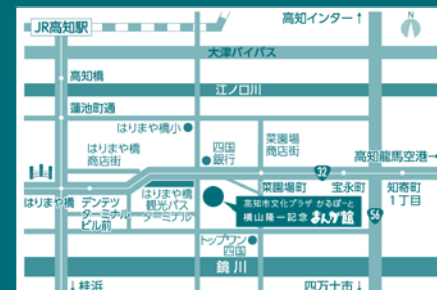 JR高知駅
高知インター↑
N
大津バイパス
高知橋
江ノ口川
蓮池町通
はりまや橋小
はりまや橋
商店街
四国
銀行
菜園場
商店街
32
高知龍馬空港→
はりまや橋
デンテツ
ターミナル
ビル前
はりまや橋
観光バス
ターミナル
菜園場町
宝永町
知寄町
1丁目
高知市文化プラザ かるぽーと
横山隆一記念 まんが館
56
トップワン
四国
鏡川
↓桂浜
四万十市↓